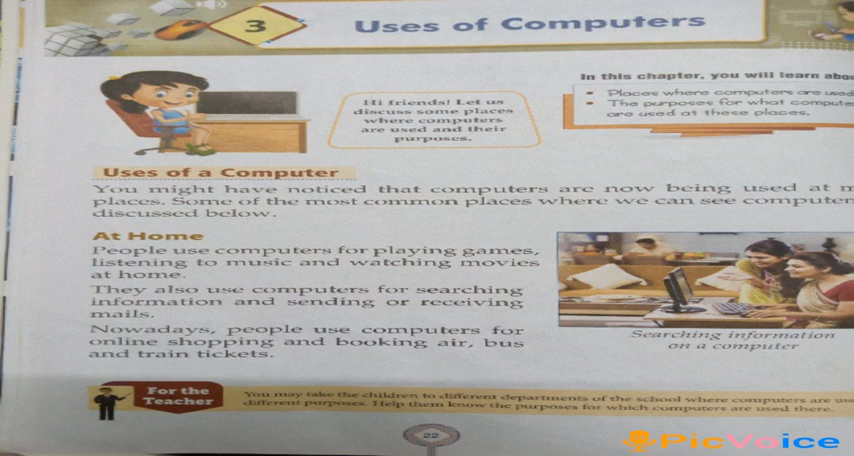 3
Uses of Computers
Hi friends! Let us
discuss some places
where computers
are used and their
purposes.
In this chapter, you will learn
• Places where computers are used
• The purposes for what
are used at these places.
Uses of a Computer
You might have noticed that computers are now being used at
places. Some of the most common places where we can see
discussed below.
At Home
People use computers for playing games,
listening to music and watching movies
at home.
They also use computers for searching
information and sending or receiving
mails.
Nowadays, people use computers for
online shopping and booking air, bus
and train tickets.
Searching information
on a computer
For the
Teacher
You may take the children to different departments of the school where computers are
different purposes. Help them know the purposes for which computers are used there.
22
PicVoice